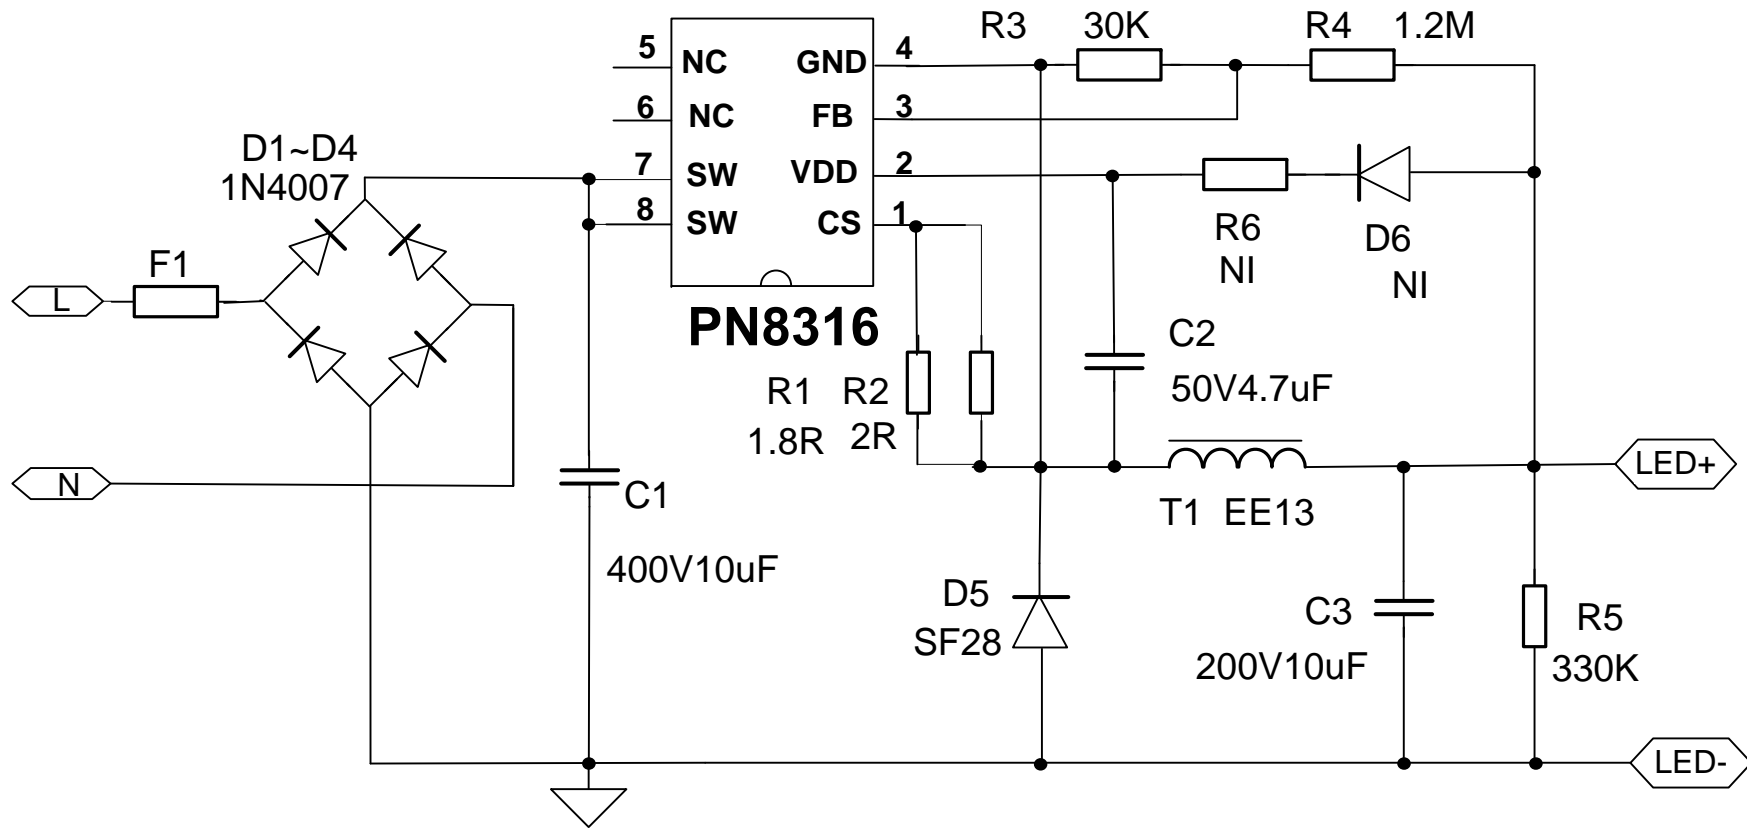 R3 30K R4 1.2M
5 NC GND 4
6 NC FB 3
D1~D4
1N4007
7 SW VDD 2
8 SW CS 1
R6
NI
D6
NI
F1
L
PN8316
C2
50V4.7uF
R1
1.8R
R2
2R
N
C1
400V10uF
LED+
T1 EE13
D5
SF28
C3
200V10uF
R5
330K
LED-